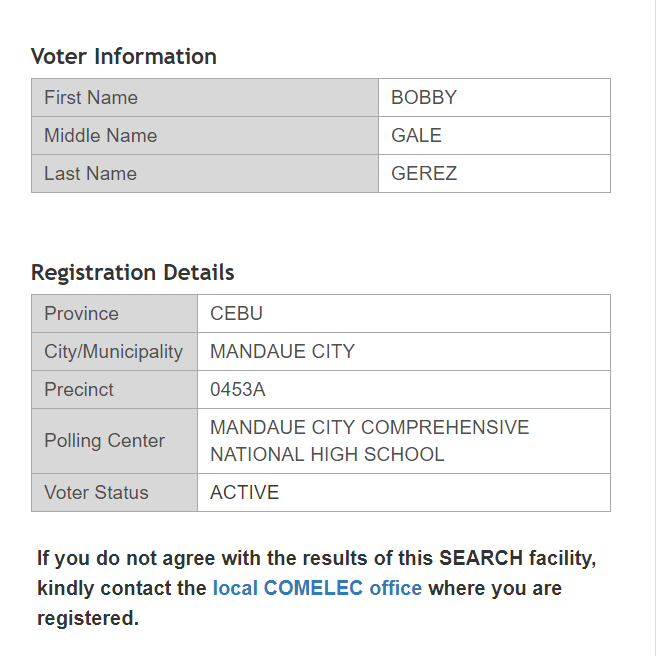 Voter Information
First Name BOBBY
Middle Name GALE
Last Name GEREZ
Registration Details
Province CEBU
City/Municipality MANDAUE CITY
Precinct 0453A
Polling Center MANDAUE CITY COMPREHENSIVE
NATIONAL HIGH SCHOOL
Voter Status ACTIVE
If you do not agree with the results of this SEARCH facility,
kindly contact the local COMELEC office where you are
registered.